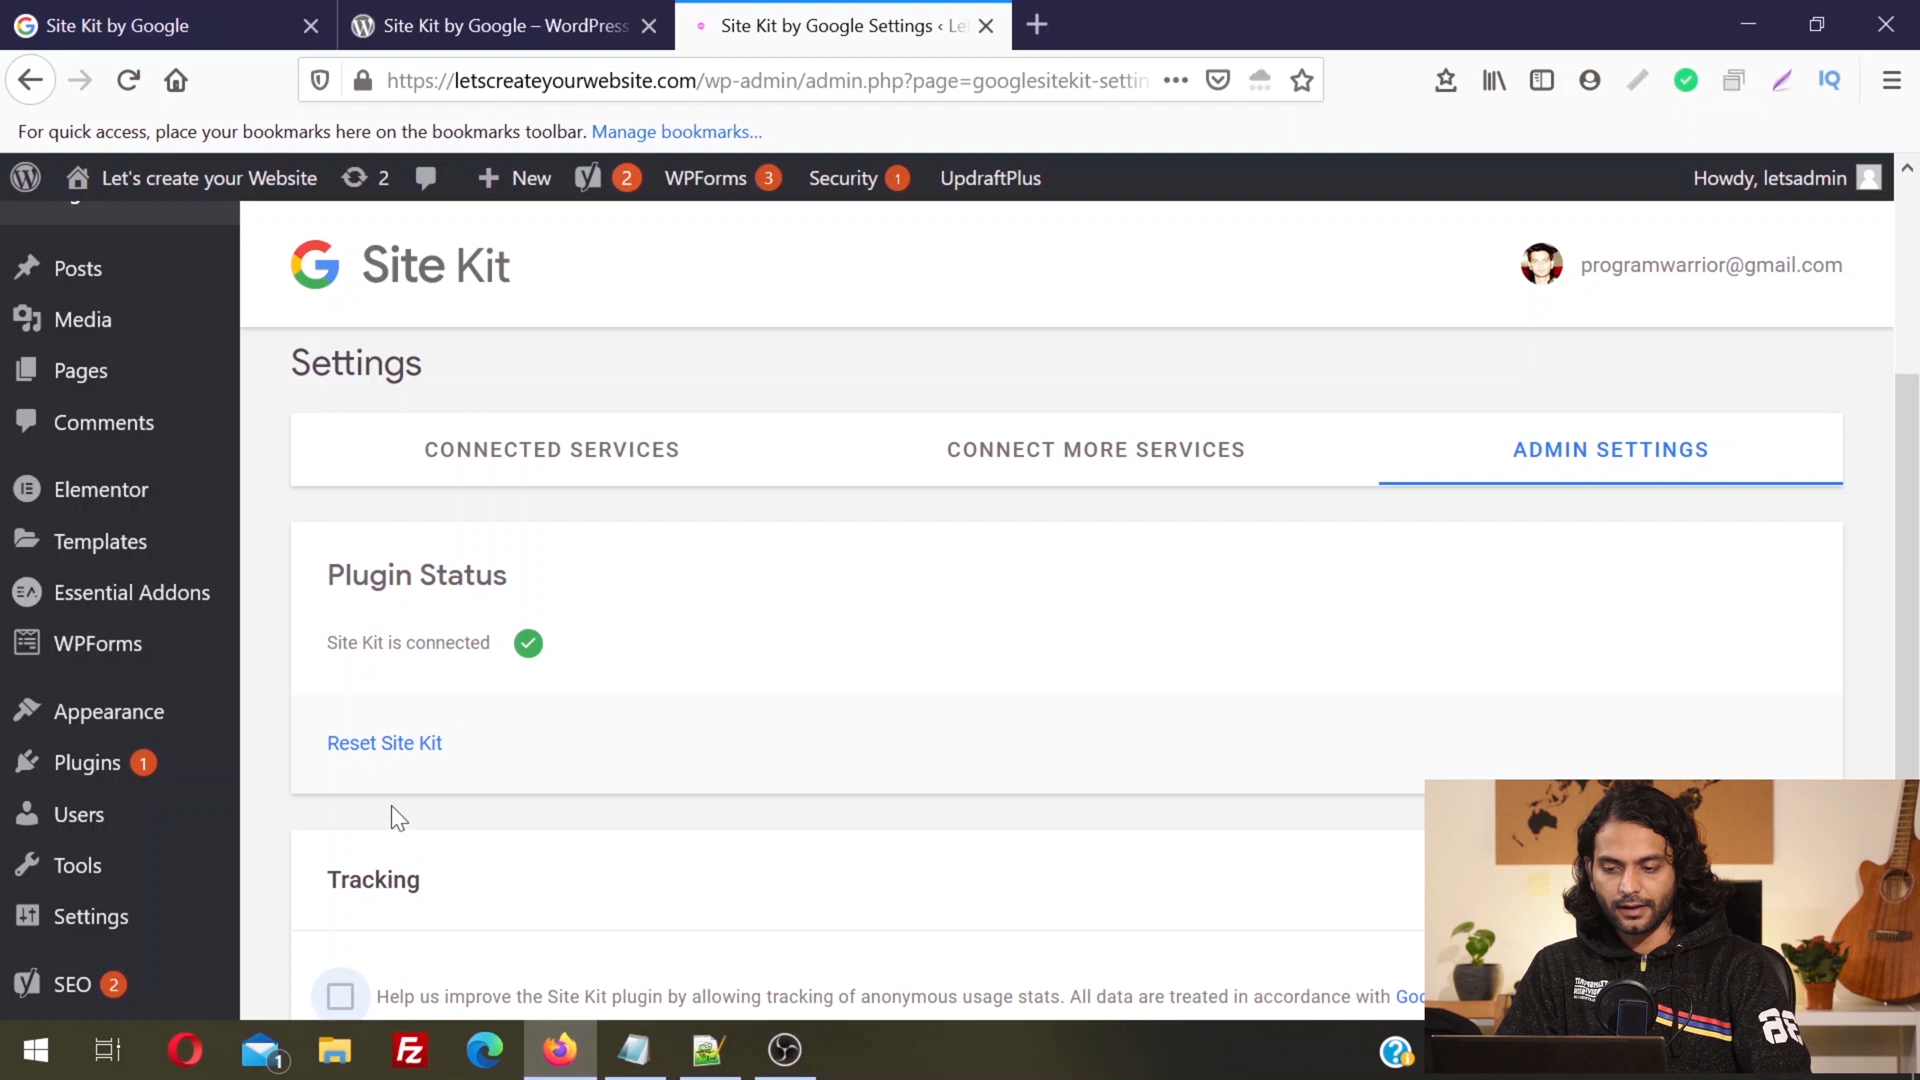 Site Kit by Google
Site Kit by Google – WordPress
Site Kit by Google Settings ‹ Le
https://letscreateyourwebsite.com/wp-admin/admin.php?page=googlesitekit-settin
IQ
For quick access, place your bookmarks here on the bookmarks toolbar. Manage bookmarks...
Let's create your Website
2
New
2
WPForms 3
Security 1
UpdraftPlus
Howdy, letsadmin
Site Kit
programwarrior@gmail.com
Posts
Media
Pages
Comments
Elementor
Templates
Essential Addons
WPForms
Appearance
Plugins 1
Users
Tools
Settings
SEO 2
Settings
CONNECTED SERVICES
CONNECT MORE SERVICES
ADMIN SETTINGS
Plugin Status
Site Kit is connected
Reset Site Kit
Tracking
Help us improve the Site Kit plugin by allowing tracking of anonymous usage stats. All data are treated in accordance with Goo
1